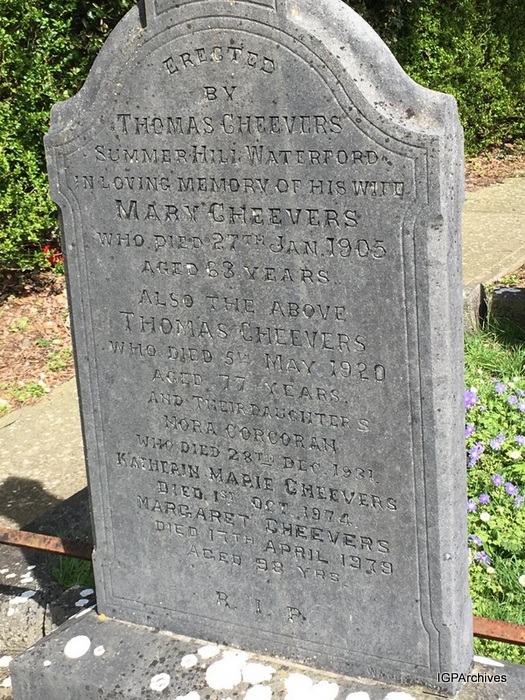 ERECTED
BY
THOMAS CHEEVERS
SUMMER HILL WATERFORD
IN LOVING MEMORY OF HIS WIFE
MARY CHEEVERS
WHO DIED 27TH JAN. 1905
AGED 63 YEARS
ALSO THE ABOVE
THOMAS CHEEVERS
WHO DIED 5TH MAY 1920
AGED 77 YEARS.
AND THEIR DAUGHTERS
NORA CORCORAN
WHO DIED 28TH DEC. 1931.
KATHERIN MARIE CHEEVERS
DIED 1ST OCT 1974
MARGARET CHEEVERS
DIED 17TH APRIL 1979
AGED 99 YRS.
R. I. P.
IGPArchives